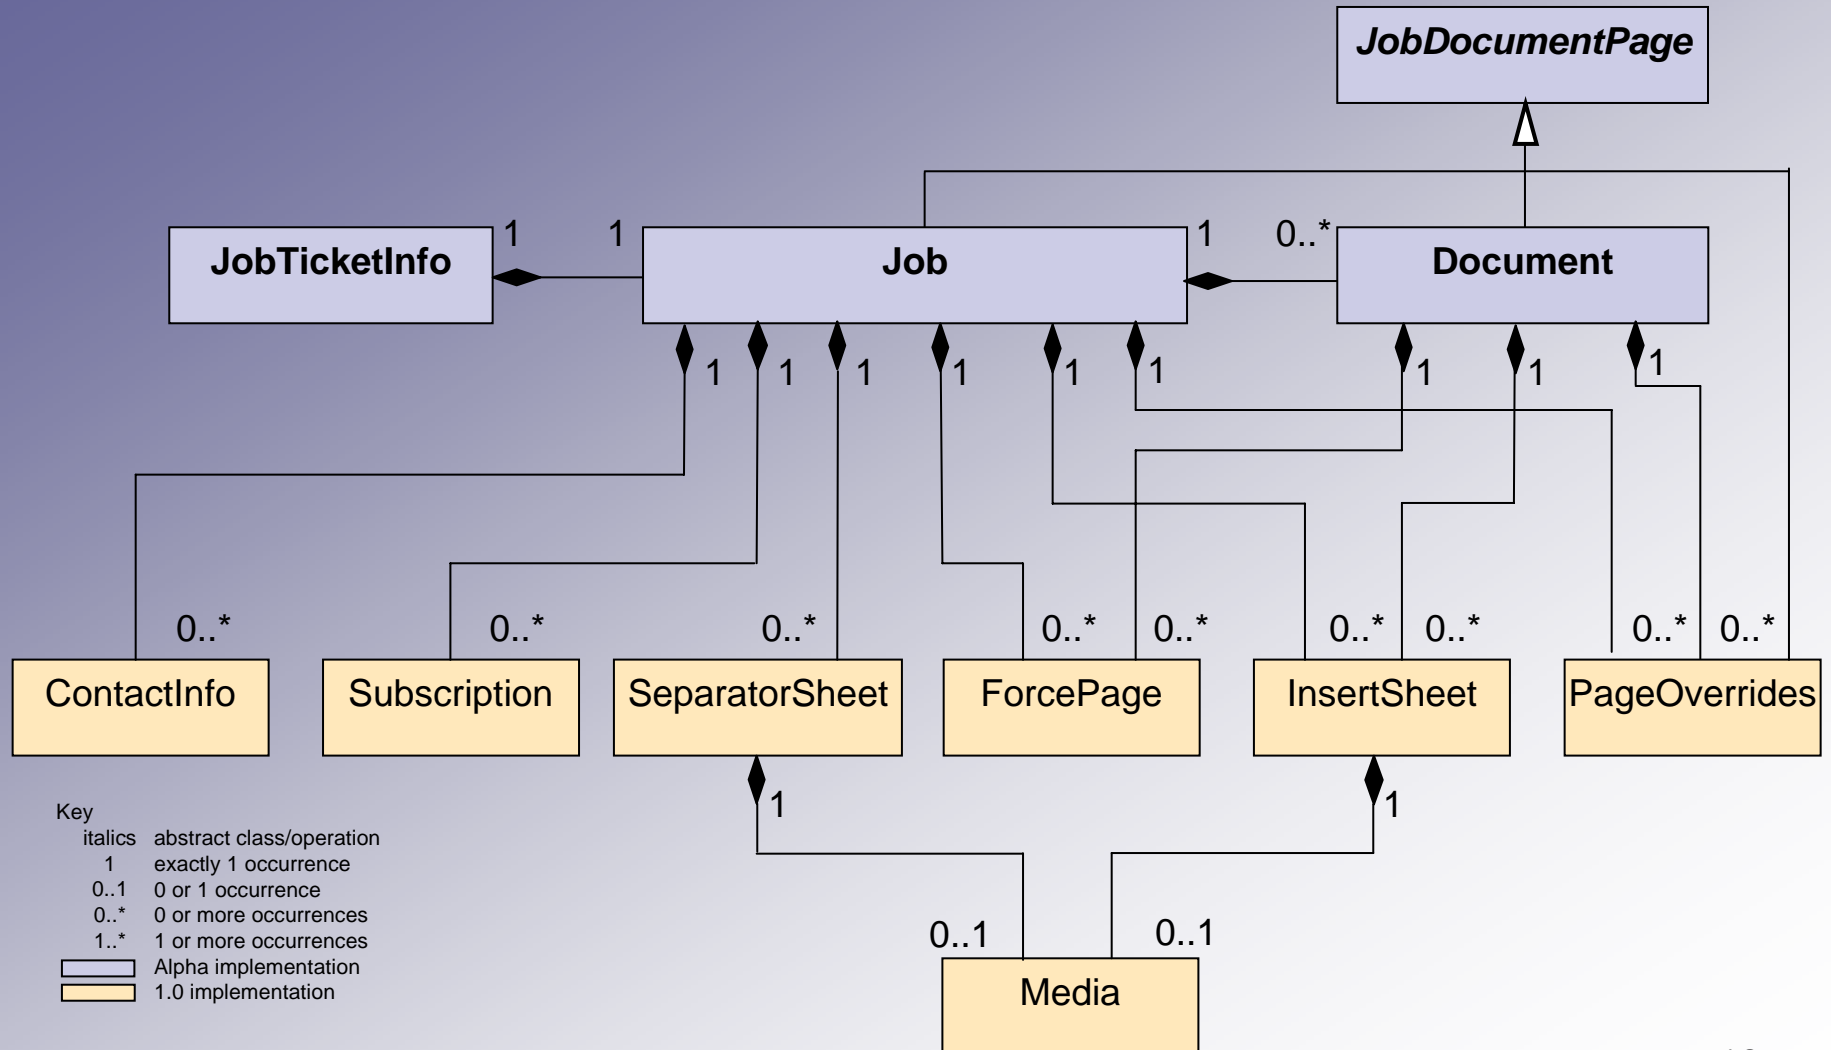 JobDocumentPage
1 1 1 0..*
JobTicketInfo Job Document
1 1 1 1 1 1 1 1 1
0..* 0..* 0..* 0..* 0..* 0..* 0..* 0..* 0..*
ContactInfo Subscription SeparatorSheet ForcePage InsertSheet PageOverrides
1 1
Key
italics abstract class/operation
1 exactly 1 occurrence
0..1 0 or 1 occurrence
0..* 0 or more occurrences
1..* 1 or more occurrences
Alpha implementation
1.0 implementation
0..1 0..1
Media